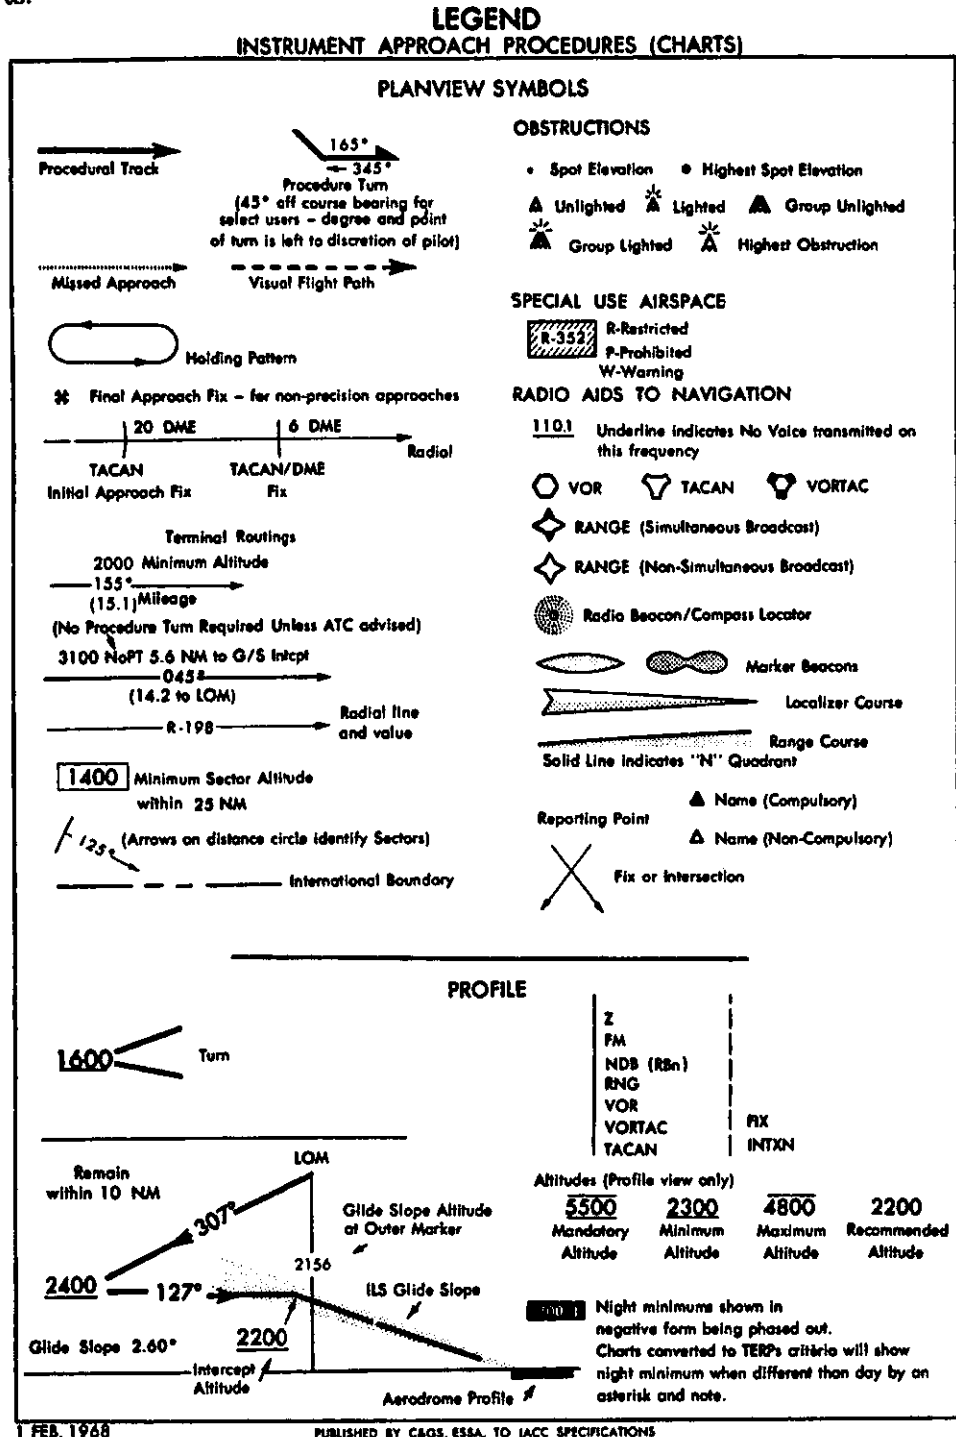 LEGEND
INSTRUMENT APPROACH PROCEDURES (CHARTS)
PLANVIEW SYMBOLS
Procedural Track
165°
345°
Procedure Turn
(45° off course bearing for
select users - degree and point
of turn is left to discretion of pilot)
Missed Approach
Visual Flight Path
Holding Pattern
Final Approach Fix - for non-precision approaches
20 DME
6 DME
Radial
TACAN
Initial Approach Fix
TACAN/DME
Fix
Terminal Routings
2000 Minimum Altitude
155°
(15.1) Mileage
(No Procedure Turn Required Unless ATC advised)
3100 NoPT 5.6 NM to G/S Intcpt
045°
(14.2 to LOM)
R-198
Radial line
and value
1400 Minimum Sector Altitude
within 25 NM
125°
(Arrows on distance circle identify Sectors)
International Boundary
OBSTRUCTIONS
Spot Elevation
Highest Spot Elevation
Unlighted
Lighted
Group Unlighted
Group Lighted
Highest Obstruction
SPECIAL USE AIRSPACE
R-352
R-Restricted
P-Prohibited
W-Warning
RADIO AIDS TO NAVIGATION
110.1
Underline indicates No Voice transmitted on
this frequency
VOR
TACAN
VORTAC
RANGE (Simultaneous Broadcast)
RANGE (Non-Simultaneous Broadcast)
Radio Beacon/Compass Locator
Marker Beacons
Localizer Course
Range Course
Solid Line indicates "N" Quadrant
Name (Compulsory)
Reporting Point
Name (Non-Compulsory)
Fix or intersection
PROFILE
1600
Turn
Z
FM
NDB (RBn)
RNG
VOR
VORTAC
TACAN
FIX
INTXN
Remain
within 10 NM
LOM
307°
Glide Slope Altitude
at Outer Marker
2156
2400
127°
ILS Glide Slope
2200
Glide Slope 2.60°
Intercept
Altitude
Aerodrome Profile
Altitudes (Profile view only)
5500
Mandatory
Altitude
2300
Minimum
Altitude
4800
Maximum
Altitude
2200
Recommended
Altitude
Night minimums shown in
negative form being phased out.
Charts converted to TERPs criteria will show
night minimum when different than day by an
asterisk and note.
1 FEB. 1968
PUBLISHED BY C&GS, ESSA, TO IACC SPECIFICATIONS